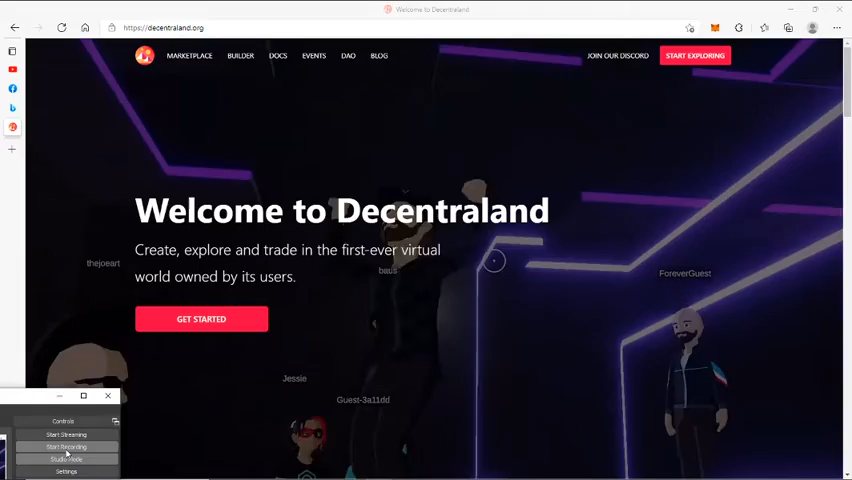 Welcome to Decentraland
https://decentraland.org
MARKETPLACE BUILDER DOCS EVENTS DAO BLOG JOIN OUR DISCORD START EXPLORING
Welcome to Decentraland
Create, explore and trade in the first-ever virtual
world owned by its users.
thejoeart
baus
ForeverGuest
GET STARTED
Jessie
Guest-3a11dd
Controls
Start Streaming
Start Recording
Studio Mode
Settings